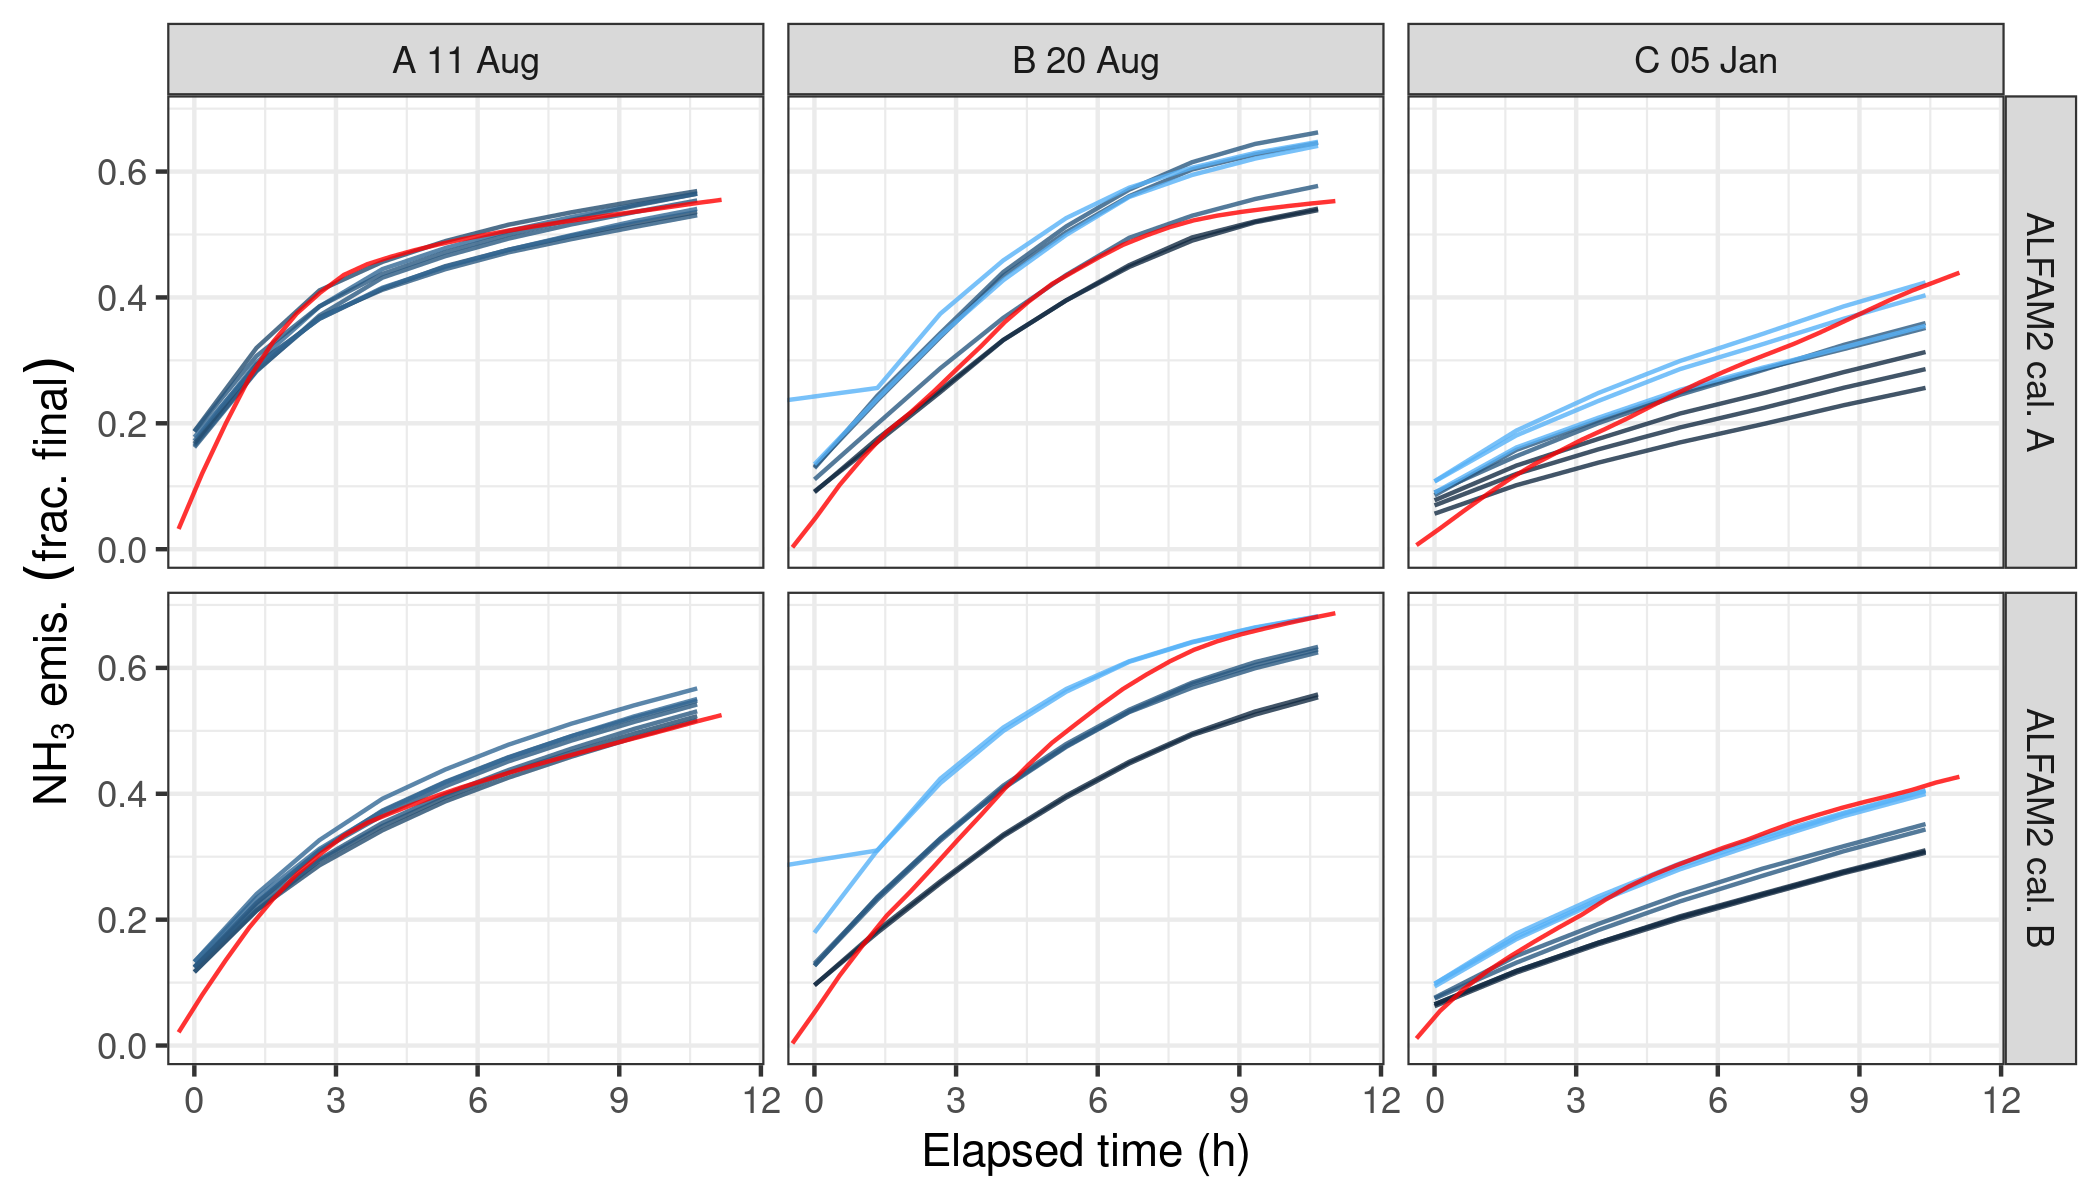 A 11 Aug
B 20 Aug
C 05 Jan
NH₃ emis. (frac. final)
0.6
0.4
0.2
0.0
ALFAM2 cal. A
0.6
0.4
0.2
0.0
ALFAM2 cal. B
0 3 6 9 12 0 3 6 9 12 0 3 6 9 12
Elapsed time (h)